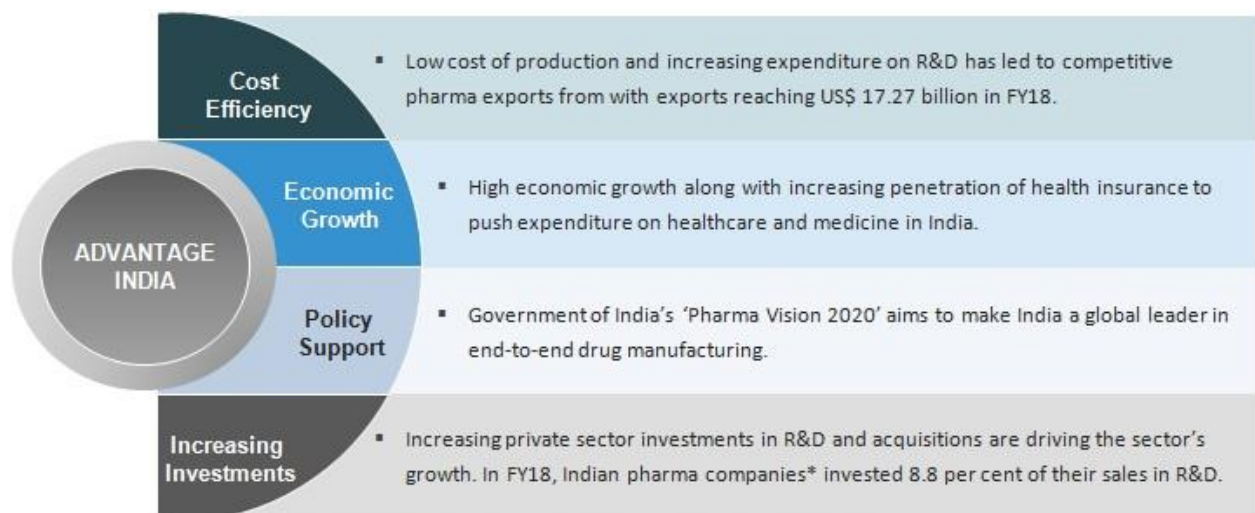 Cost
Efficiency
▪ Low cost of production and increasing expenditure on R&D has led to competitive
pharma exports from with exports reaching US$ 17.27 billion in FY18.
ADVANTAGE
INDIA
Economic
Growth
▪ High economic growth along with increasing penetration of health insurance to
push expenditure on healthcare and medicine in India.
Policy
Support
▪ Government of India’s ‘Pharma Vision 2020’ aims to make India a global leader in
end-to-end drug manufacturing.
Increasing
Investments
▪ Increasing private sector investments in R&D and acquisitions are driving the sector’s
growth. In FY18, Indian pharma companies* invested 8.8 per cent of their sales in R&D.